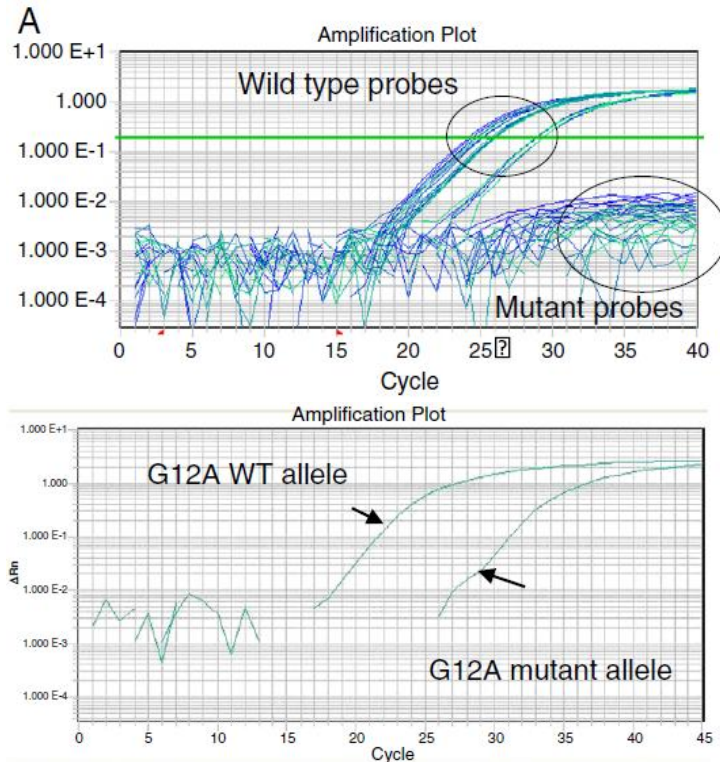 A
Amplification Plot
1.000 E+1
Wild type probes
1.000
1.000 E-1
1.000 E-2
1.000 E-3
1.000 E-4
Mutant probes
0 5 10 15 20 25 30 35 40
Cycle
Amplification Plot
1.000 E+1
G12A WT allele
1.000
1.000 E-1
ΔRn
1.000 E-2
1.000 E-3
G12A mutant allele
1.000 E-4
0 5 10 15 20 25 30 35 40 45
Cycle